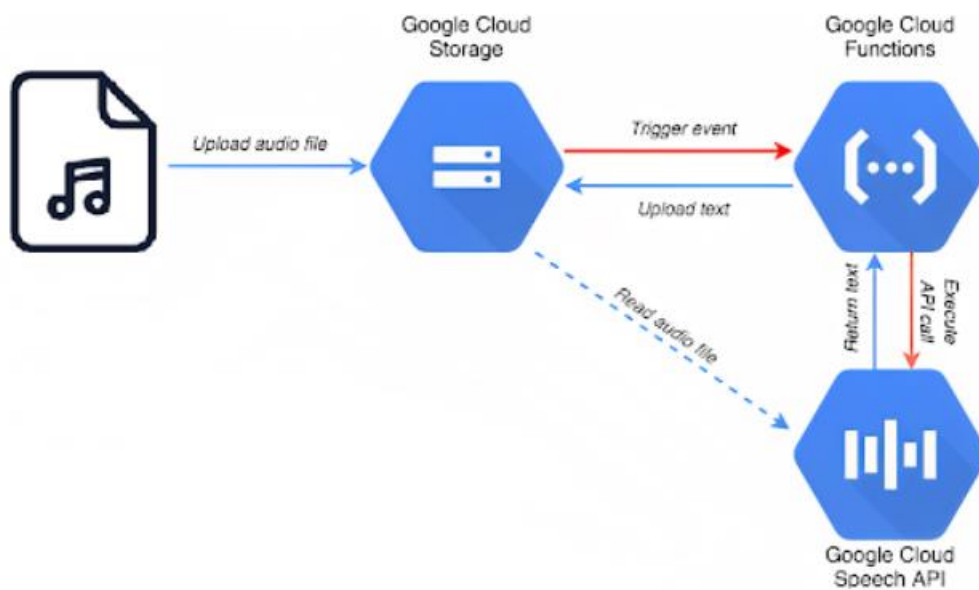 Google Cloud
Storage
Google Cloud
Functions
Upload audio file
Trigger event
Upload text
Read audio file
Return text
Execute
API call
Google Cloud
Speech API